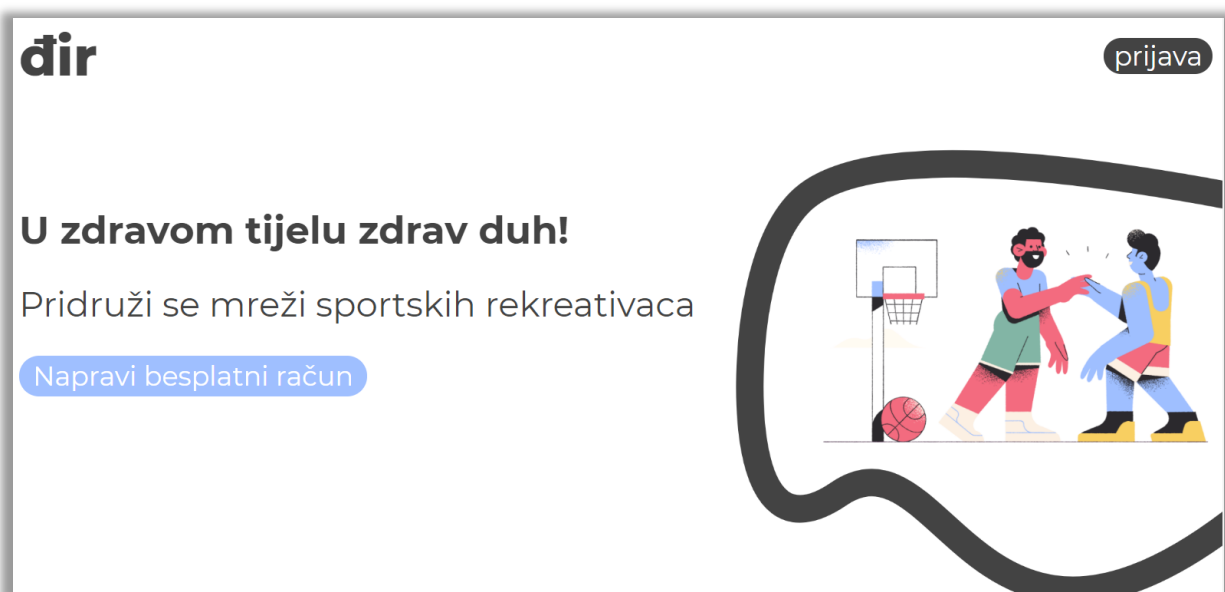 đir
prijava
U zdravom tijelu zdrav duh!
Pridruži se mreži sportskih rekreativaca
Napravi besplatni račun